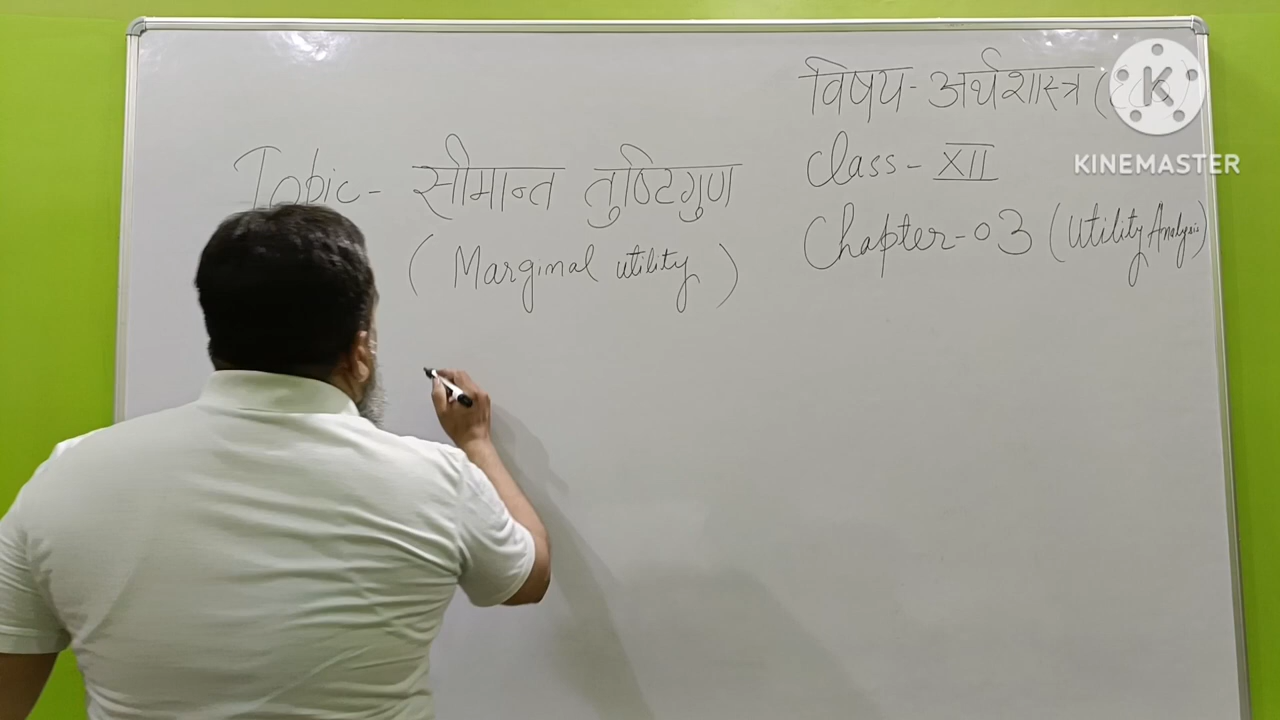 विषय - अर्थशास्त्र (
Topic - सीमान्त तुष्टिगुण
(Marginal utility)
Class - XII
Chapter - 03 (Utility Analysis)
KINEMASTER